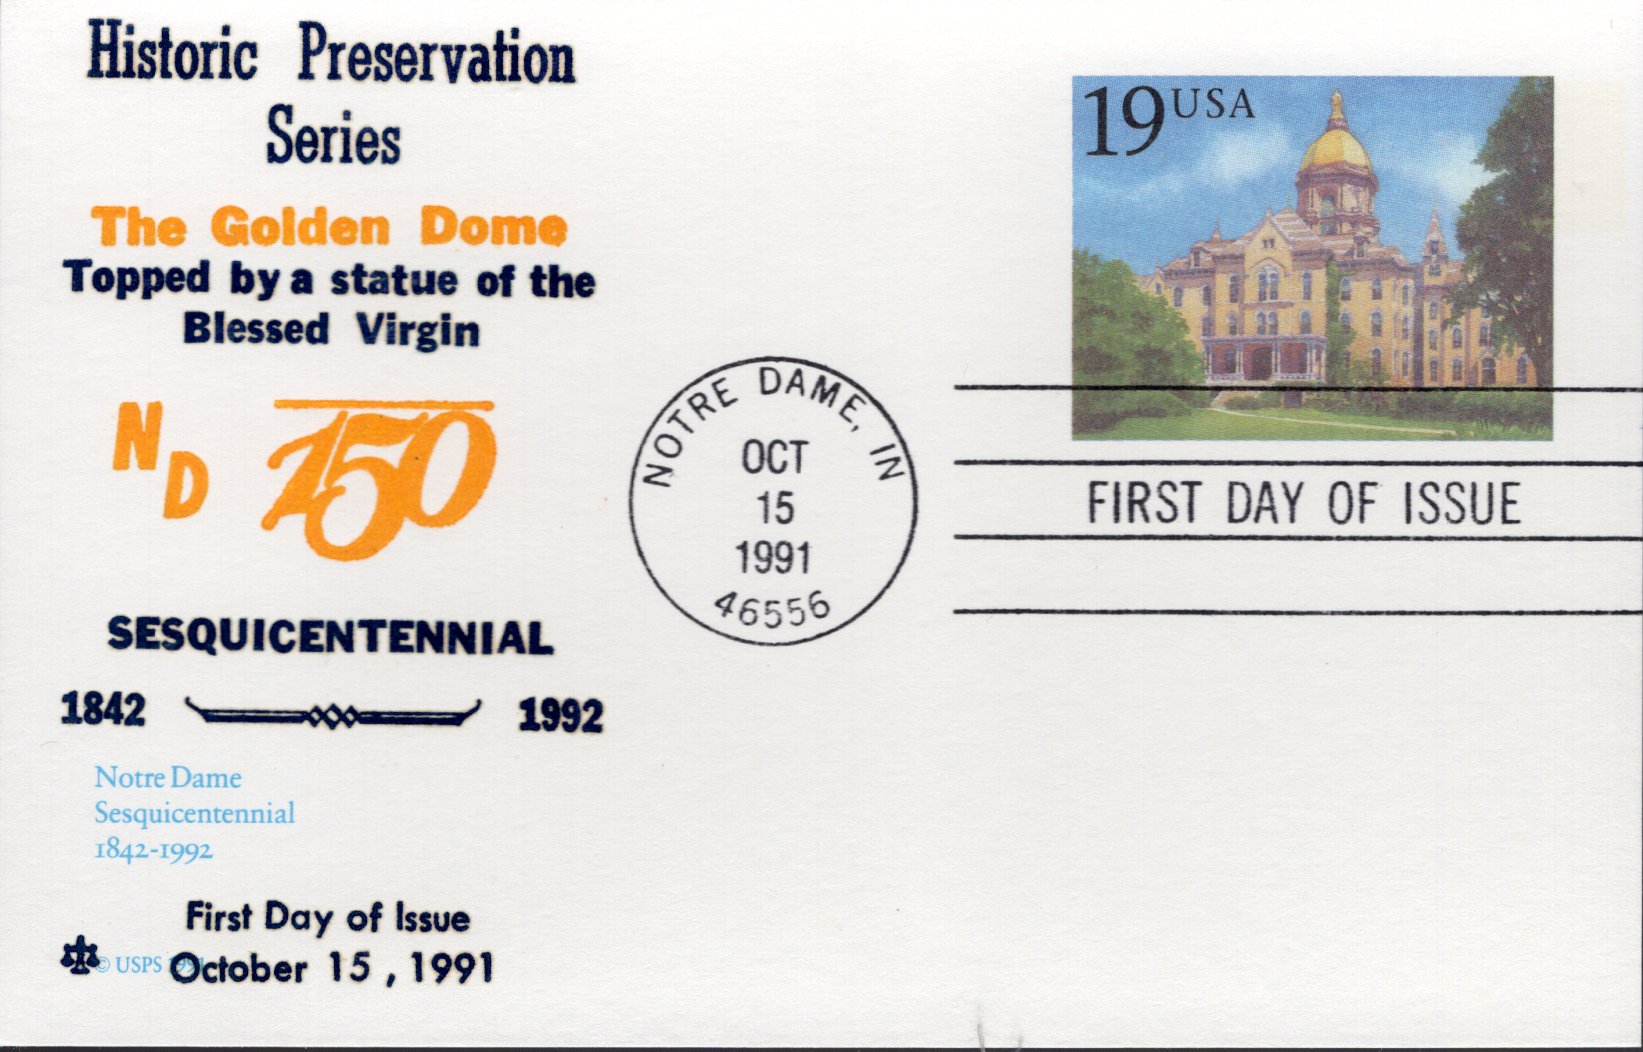 Historic Preservation
Series
The Golden Dome
Topped by a statue of the
Blessed Virgin
N
D
150
SESQUICENTENNIAL
1842 1992
Notre Dame
Sesquicentennial
1842-1992
First Day of Issue
© USPS 1991
October 15, 1991
NOTRE DAME, IN
OCT
15
1991
46556
19 USA
FIRST DAY OF ISSUE